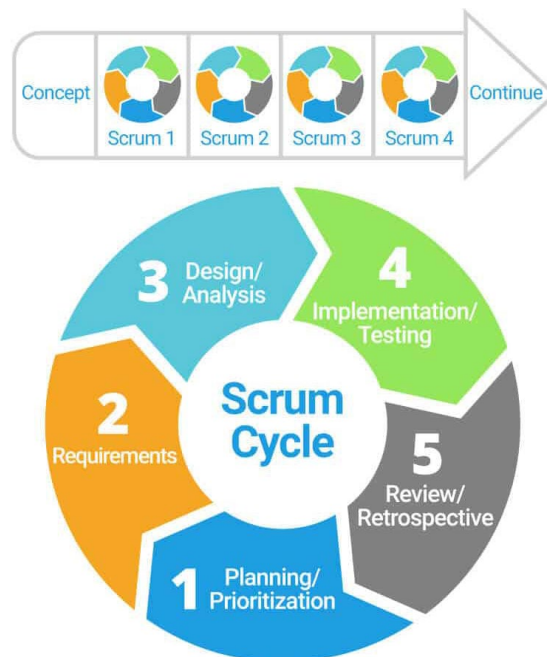 Concept
Scrum 1
Scrum 2
Scrum 3
Scrum 4
Continue
Scrum
Cycle
1
Planning/
Prioritization
2
Requirements
3
Design/
Analysis
4
Implementation/
Testing
5
Review/
Retrospective